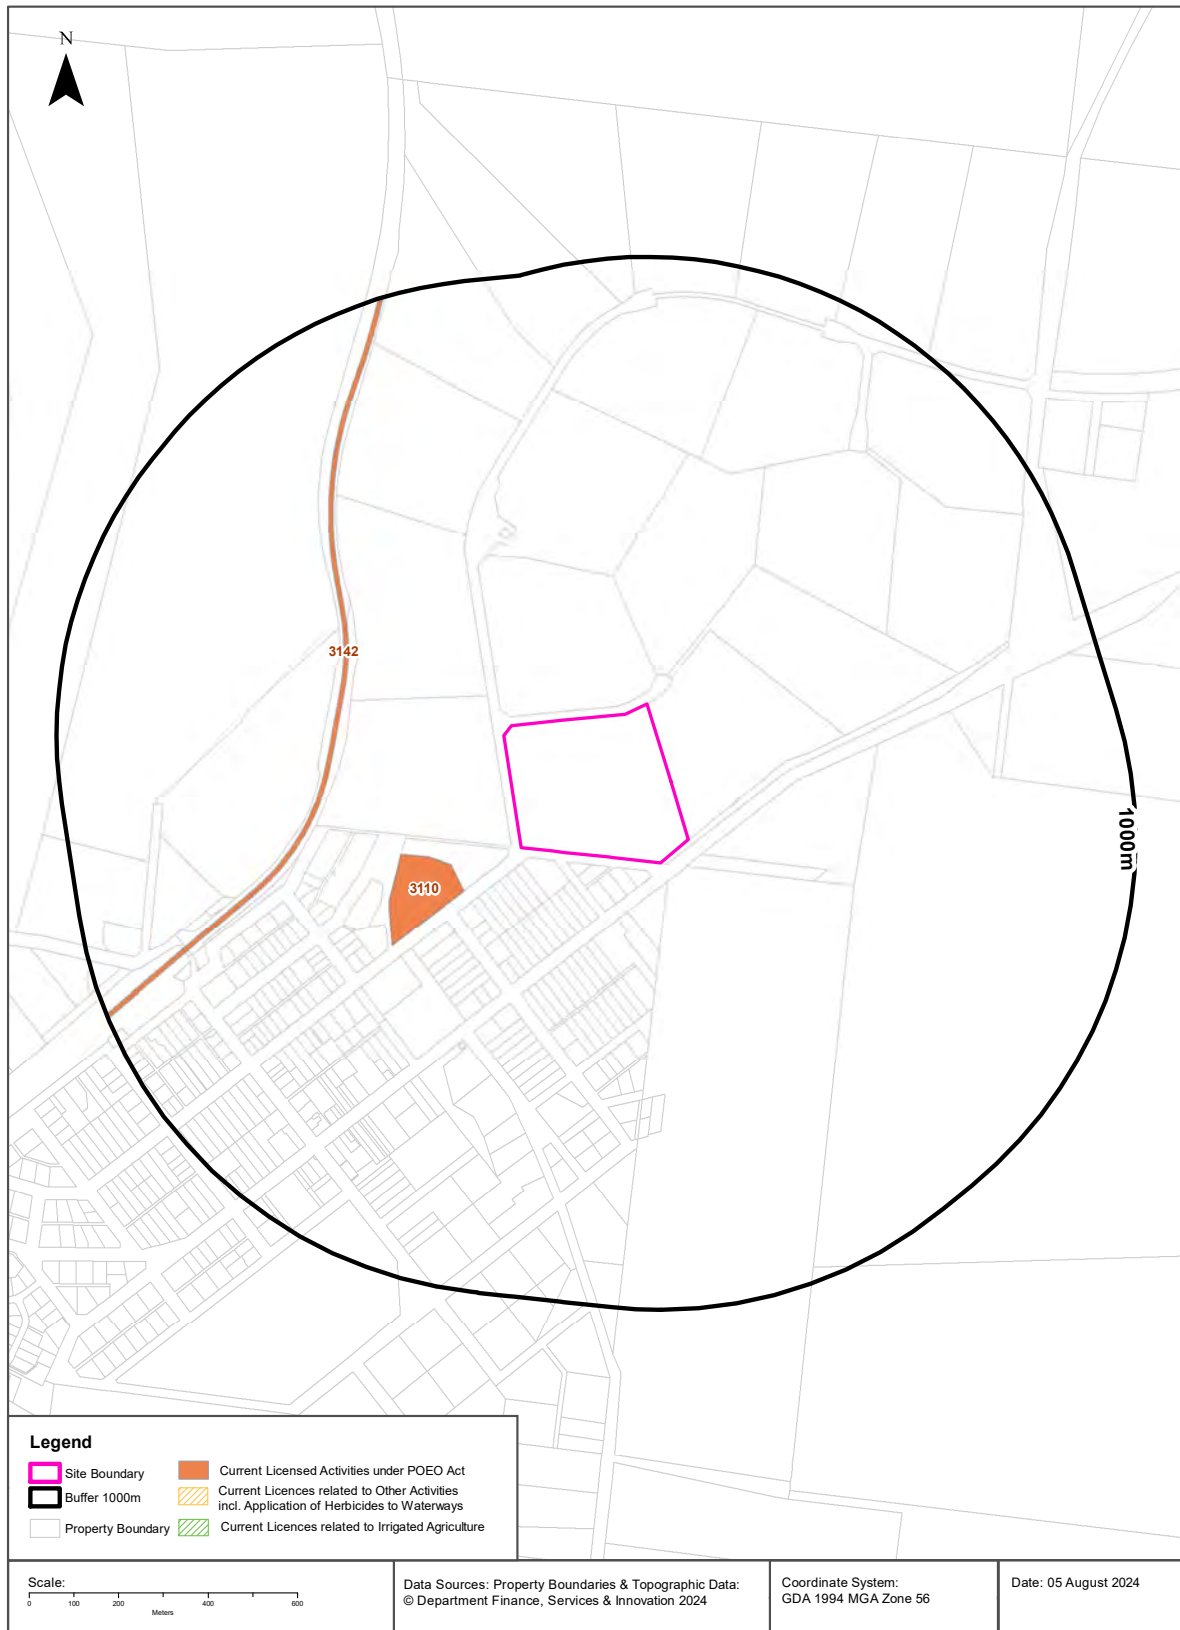 N
3142
1000m
3110
Legend
Site Boundary
Buffer 1000m
Property Boundary
Current Licensed Activities under POEO Act
Current Licences related to Other Activities
incl. Application of Herbicides to Waterways
Current Licences related to Irrigated Agriculture
Scale:
0 100 200 400 600
Meters
Data Sources: Property Boundaries & Topographic Data:
© Department Finance, Services & Innovation 2024
Coordinate System:
GDA 1994 MGA Zone 56
Date: 05 August 2024